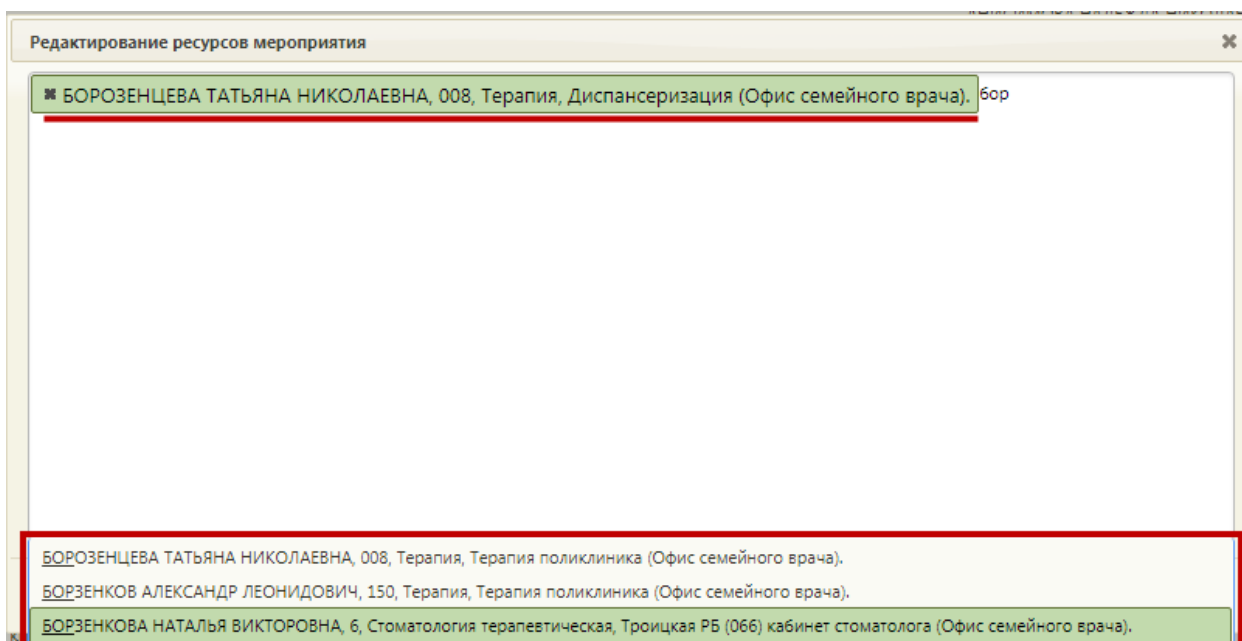 Редактирование ресурсов мероприятия
БОРОЗЕНЦЕВА ТАТЬЯНА НИКОЛАЕВНА, 008, Терапия, Диспансеризация (Офис семейного врача). бор
БОРОЗЕНЦЕВА ТАТЬЯНА НИКОЛАЕВНА, 008, Терапия, Терапия поликлиника (Офис семейного врача).
БОРЗЕНКОВ АЛЕКСАНДР ЛЕОНИДОВИЧ, 150, Терапия, Терапия поликлиника (Офис семейного врача).
БОРЗЕНКОВА НАТАЛЬЯ ВИКТОРОВНА, 6, Стоматология терапевтическая, Троицкая РБ (066) кабинет стоматолога (Офис семейного врача).